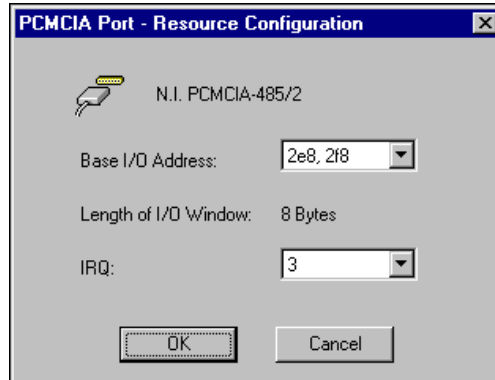 PCMCIA Port - Resource Configuration
N.I. PCMCIA-485/2
Base I/O Address: 2e8, 2f8
Length of I/O Window: 8 Bytes
IRQ: 3
OK Cancel